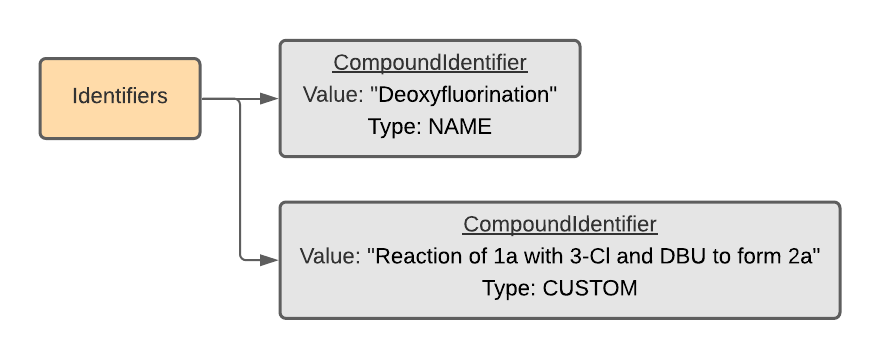 Identifiers
CompoundIdentifier
Value: "Deoxyfluorination"
Type: NAME
CompoundIdentifier
Value: "Reaction of 1a with 3-Cl and DBU to form 2a"
Type: CUSTOM